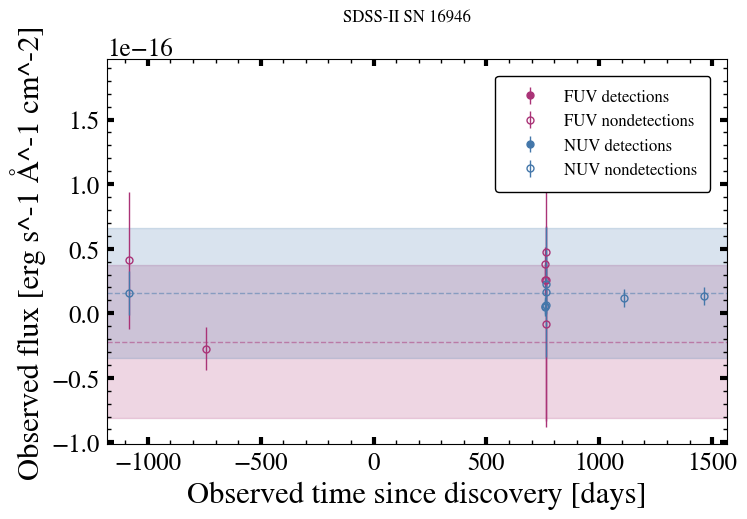 SDSS-II SN 16946
1e−16
FUV detections
FUV nondetections
NUV detections
NUV nondetections
1.5
1.0
0.5
0.0
−0.5
−1.0
−1000 −500 0 500 1000 1500
Observed time since discovery [days]
Observed flux [erg s^-1 Å^-1 cm^-2]